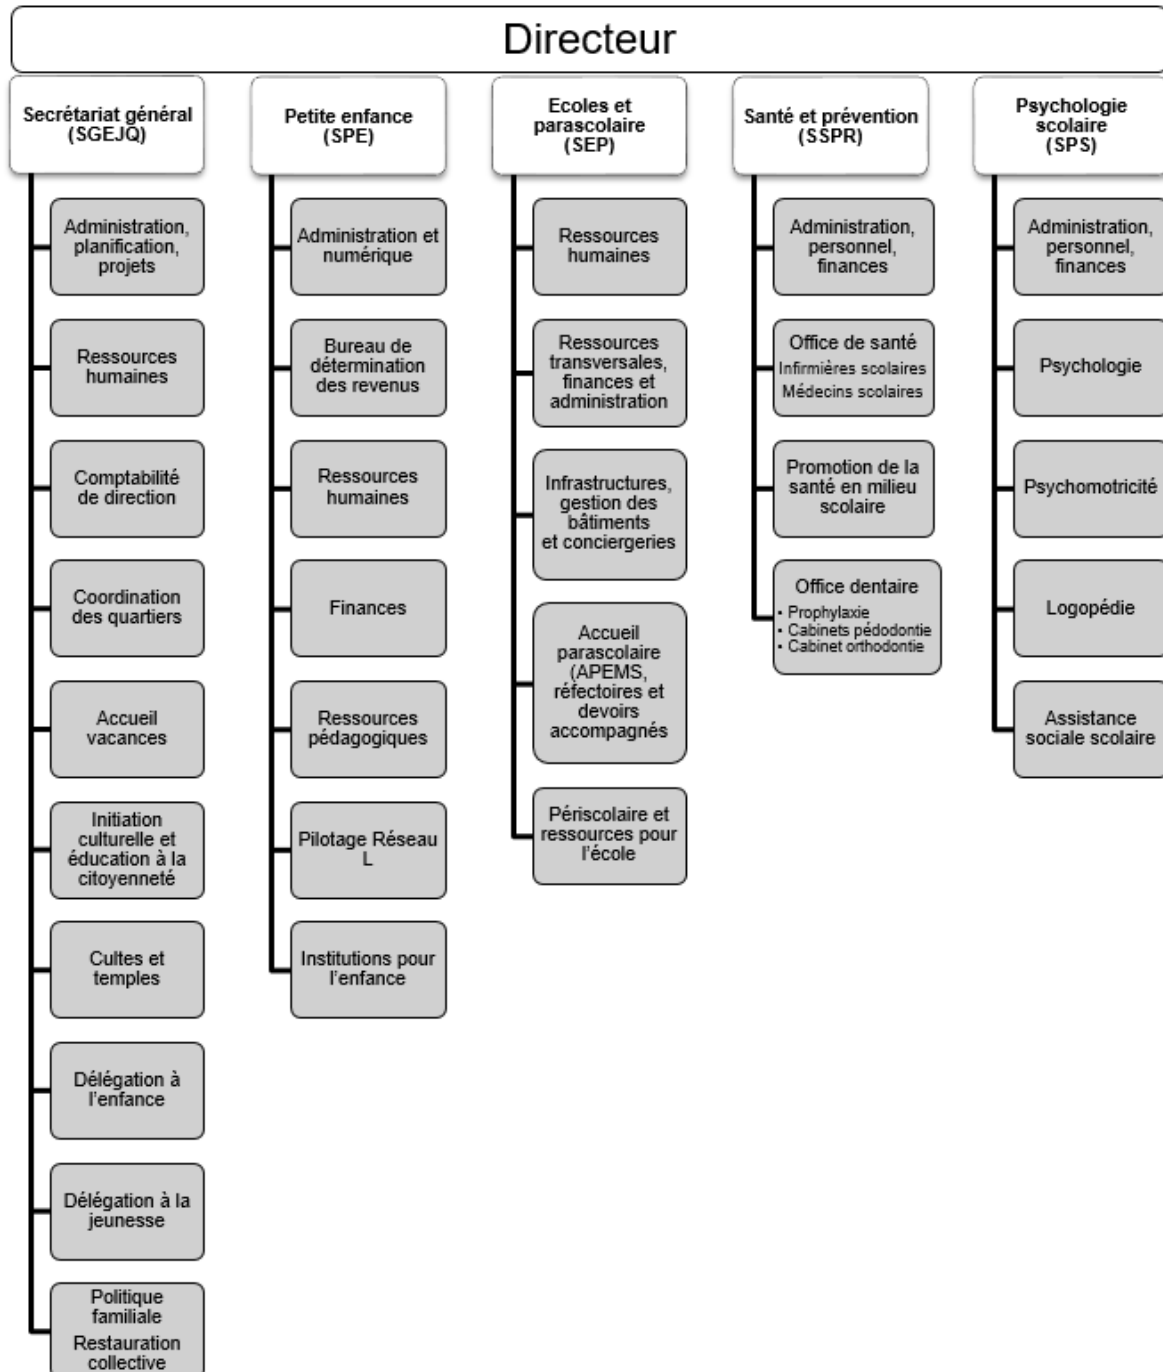 Directeur
Secrétariat général
(SGEJQ)
Administration,
planification,
projets
Ressources
humaines
Comptabilité
de direction
Coordination
des quartiers
Accueil
vacances
Initiation
culturelle et
éducation à la
citoyenneté
Cultes et
temples
Délégation à
l'enfance
Délégation à la
jeunesse
Politique
familiale
Restauration
collective
Petite enfance
(SPE)
Administration et
numérique
Bureau de
détermination
des revenus
Ressources
humaines
Finances
Ressources
pédagogiques
Pilotage Réseau
L
Institutions pour
l'enfance
Ecoles et
parascolaire
(SEP)
Ressources
humaines
Ressources
transversales,
finances et
administration
Infrastructures,
gestion des
bâtiments
et conciergeries
Accueil
parascolaire
(APEMS,
réfectoires et
devoirs
accompagnés
Périscolaire et
ressources pour
l'école
Santé et prévention
(SSPR)
Administration,
personnel,
finances
Office de santé
Infirmières scolaires
Médecins scolaires
Promotion de la
santé en milieu
scolaire
Office dentaire
▪ Prophylaxie
▪ Cabinets pédodontie
▪ Cabinet orthodontie
Psychologie
scolaire
(SPS)
Administration,
personnel,
finances
Psychologie
Psychomotricité
Logopédie
Assistance
sociale scolaire